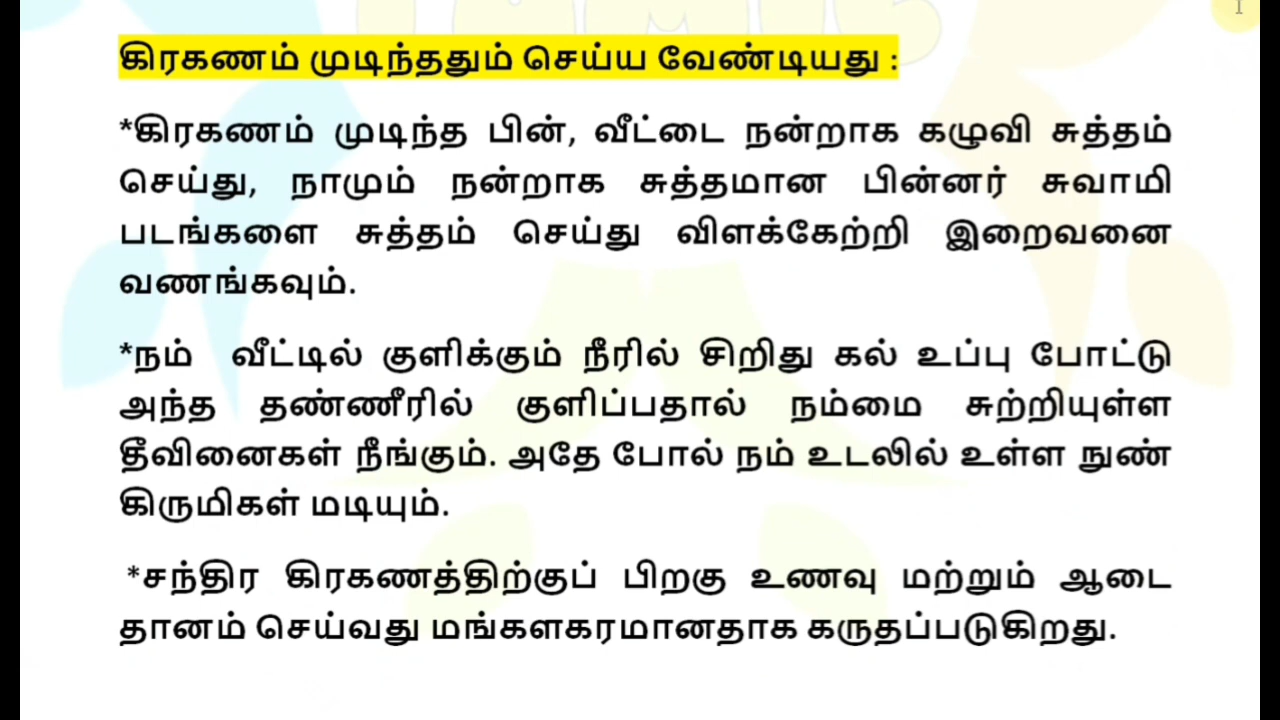 கிரகணம் முடிந்ததும் செய்ய வேண்டியது :
*கிரகணம் முடிந்த பின், வீட்டை நன்றாக கழுவி சுத்தம்
செய்து, நாமும் நன்றாக சுத்தமான பின்னர் சுவாமி
படங்களை சுத்தம் செய்து விளக்கேற்றி இறைவனை
வணங்கவும்.
*நம் வீட்டில் குளிக்கும் நீரில் சிறிது கல் உப்பு போட்டு
அந்த தண்ணீரில் குளிப்பதால் நம்மை சுற்றியுள்ள
தீவினைகள் நீங்கும். அதே போல் நம் உடலில் உள்ள நுண்
கிருமிகள் மடியும்.
*சந்திர கிரகணத்திற்குப் பிறகு உணவு மற்றும் ஆடை
தானம் செய்வது மங்களகரமானதாக கருதப்படுகிறது.